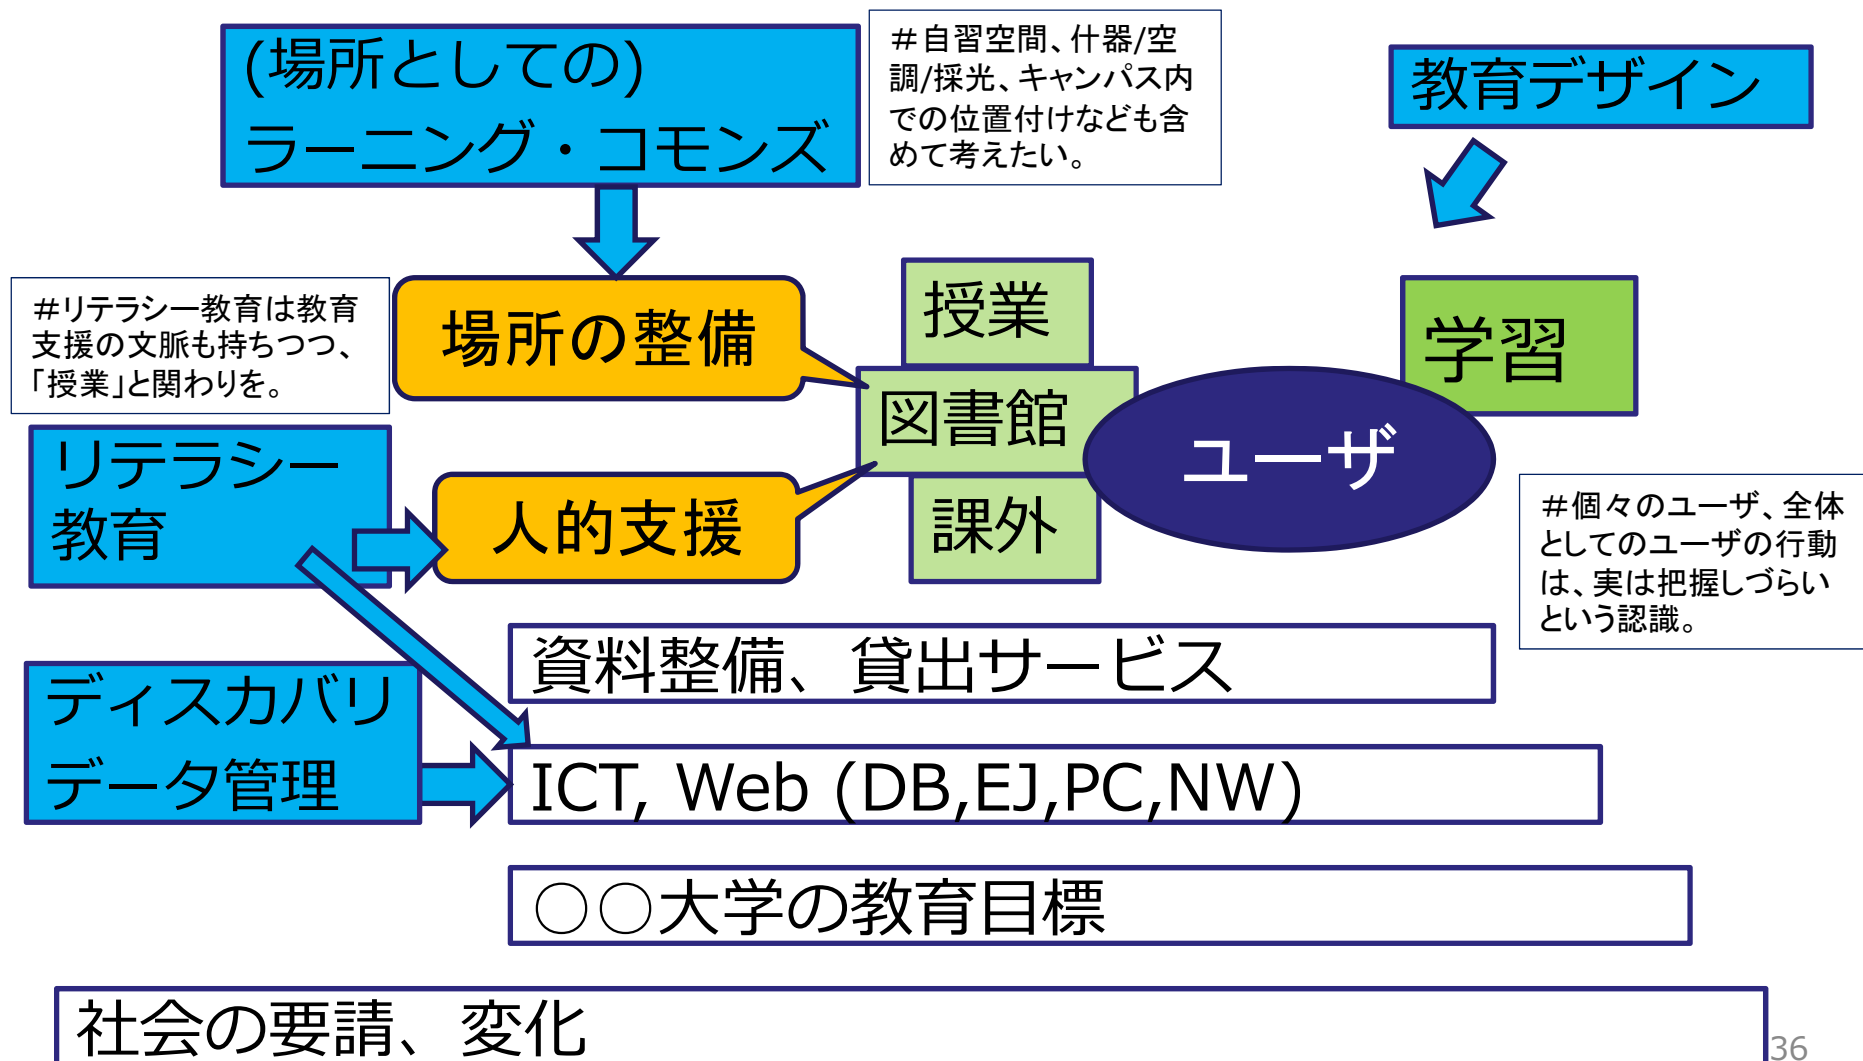 (場所としての)
ラーニング・コモンズ
＃自習空間、什器/空
調/採光、キャンパス内
での位置付けなども含
めて考えたい。
教育デザイン
＃リテラシー教育は教育
支援の文脈も持ちつつ、
「授業」と関わりを。
場所の整備
授業
学習
図書館
ユーザ
リテラシー
教育
人的支援
課外
＃個々のユーザ、全体
としてのユーザの行動
は、実は把握しづらい
という認識。
資料整備、貸出サービス
ディスカバリ
データ管理
ICT, Web (DB,EJ,PC,NW)
○○大学の教育目標
社会の要請、変化
36